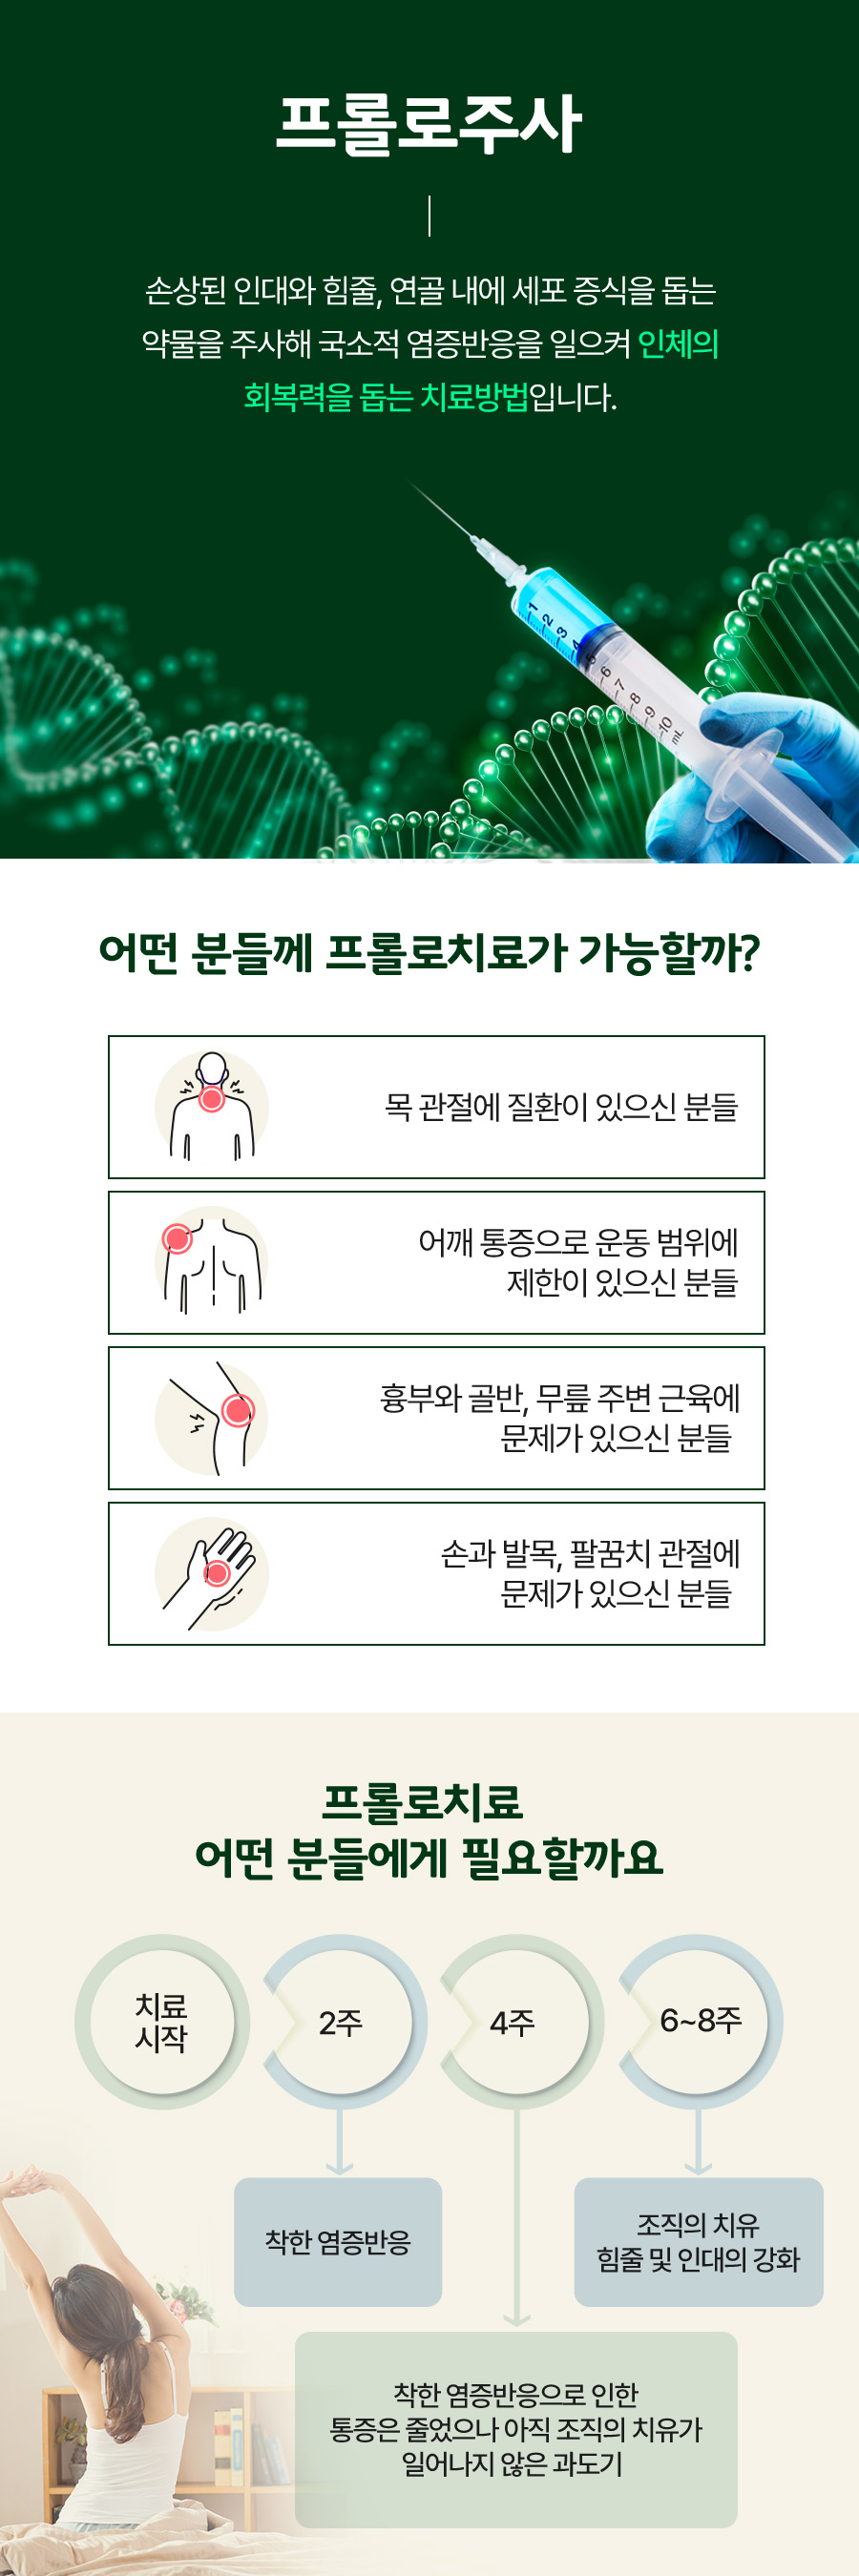 프롤로주사
손상된 인대와 힘줄, 연골 내에 세포 증식을 돕는
약물을 주사해 국소적 염증반응을 일으켜 인체의
회복력을 돕는 치료방법입니다.
1
2
3
4
5
6
7
8
9
10
mL
어떤 분들께 프롤로치료가 가능할까?
목 관절에 질환이 있으신 분들
어깨 통증으로 운동 범위에
제한이 있으신 분들
흉부와 골반, 무릎 주변 근육에
문제가 있으신 분들
손과 발목, 팔꿈치 관절에
문제가 있으신 분들
프롤로치료
어떤 분들에게 필요할까요
치료
시작
2주
4주
6~8주
착한 염증반응
조직의 치유
힘줄 및 인대의 강화
착한 염증반응으로 인한
통증은 줄었으나 아직 조직의 치유가
일어나지 않은 과도기